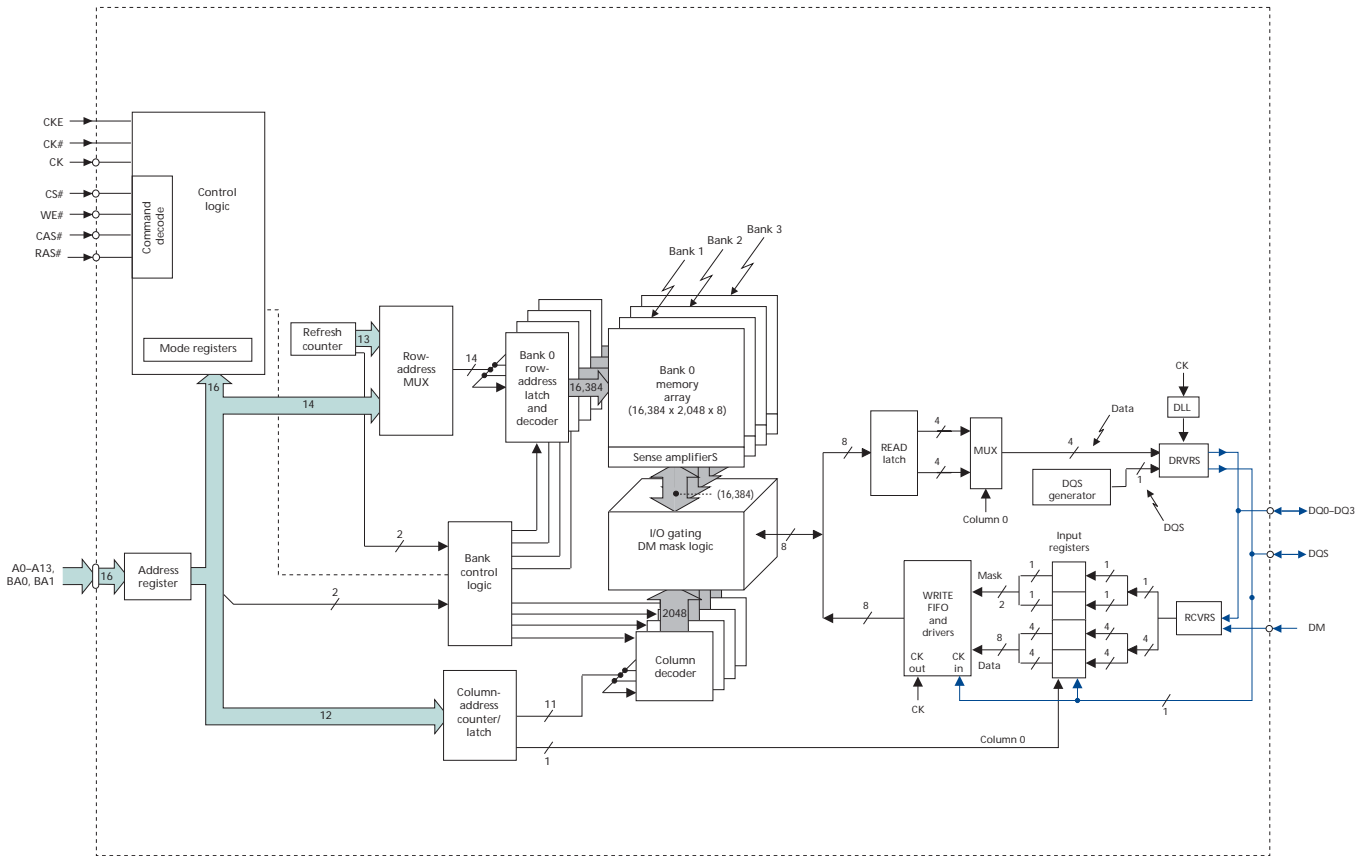 CKE
CK#
CK
CS#
WE#
CAS#
RAS#
Command
decode
Control
logic
Mode registers
Refresh
counter
13
Row-
address
MUX
14
16
14
Bank 0
row-
address
latch
and
decoder
16,384
Bank 1
Bank 2
Bank 3
Bank 0
memory
array
(16,384 x 2,048 x 8)
Sense amplifierS
(16,384)
I/O gating
DM mask logic
8
2048
Column
decoder
2
Bank
control
logic
2
A0–A13,
BA0, BA1
16
Address
register
12
Column-
address
counter/
latch
11
1
Column 0
8
READ
latch
4
4
MUX
Column 0
4
Data
CK
DLL
DRVRS
DQS
generator
1
DQS
DQ0–DQ3
DQS
DM
RCVRS
Input
registers
1
1
4
4
1
1
4
4
1
4
Mask
2
8
Data
WRITE
FIFO
and
drivers
CK
out
CK
in
CK
8
1